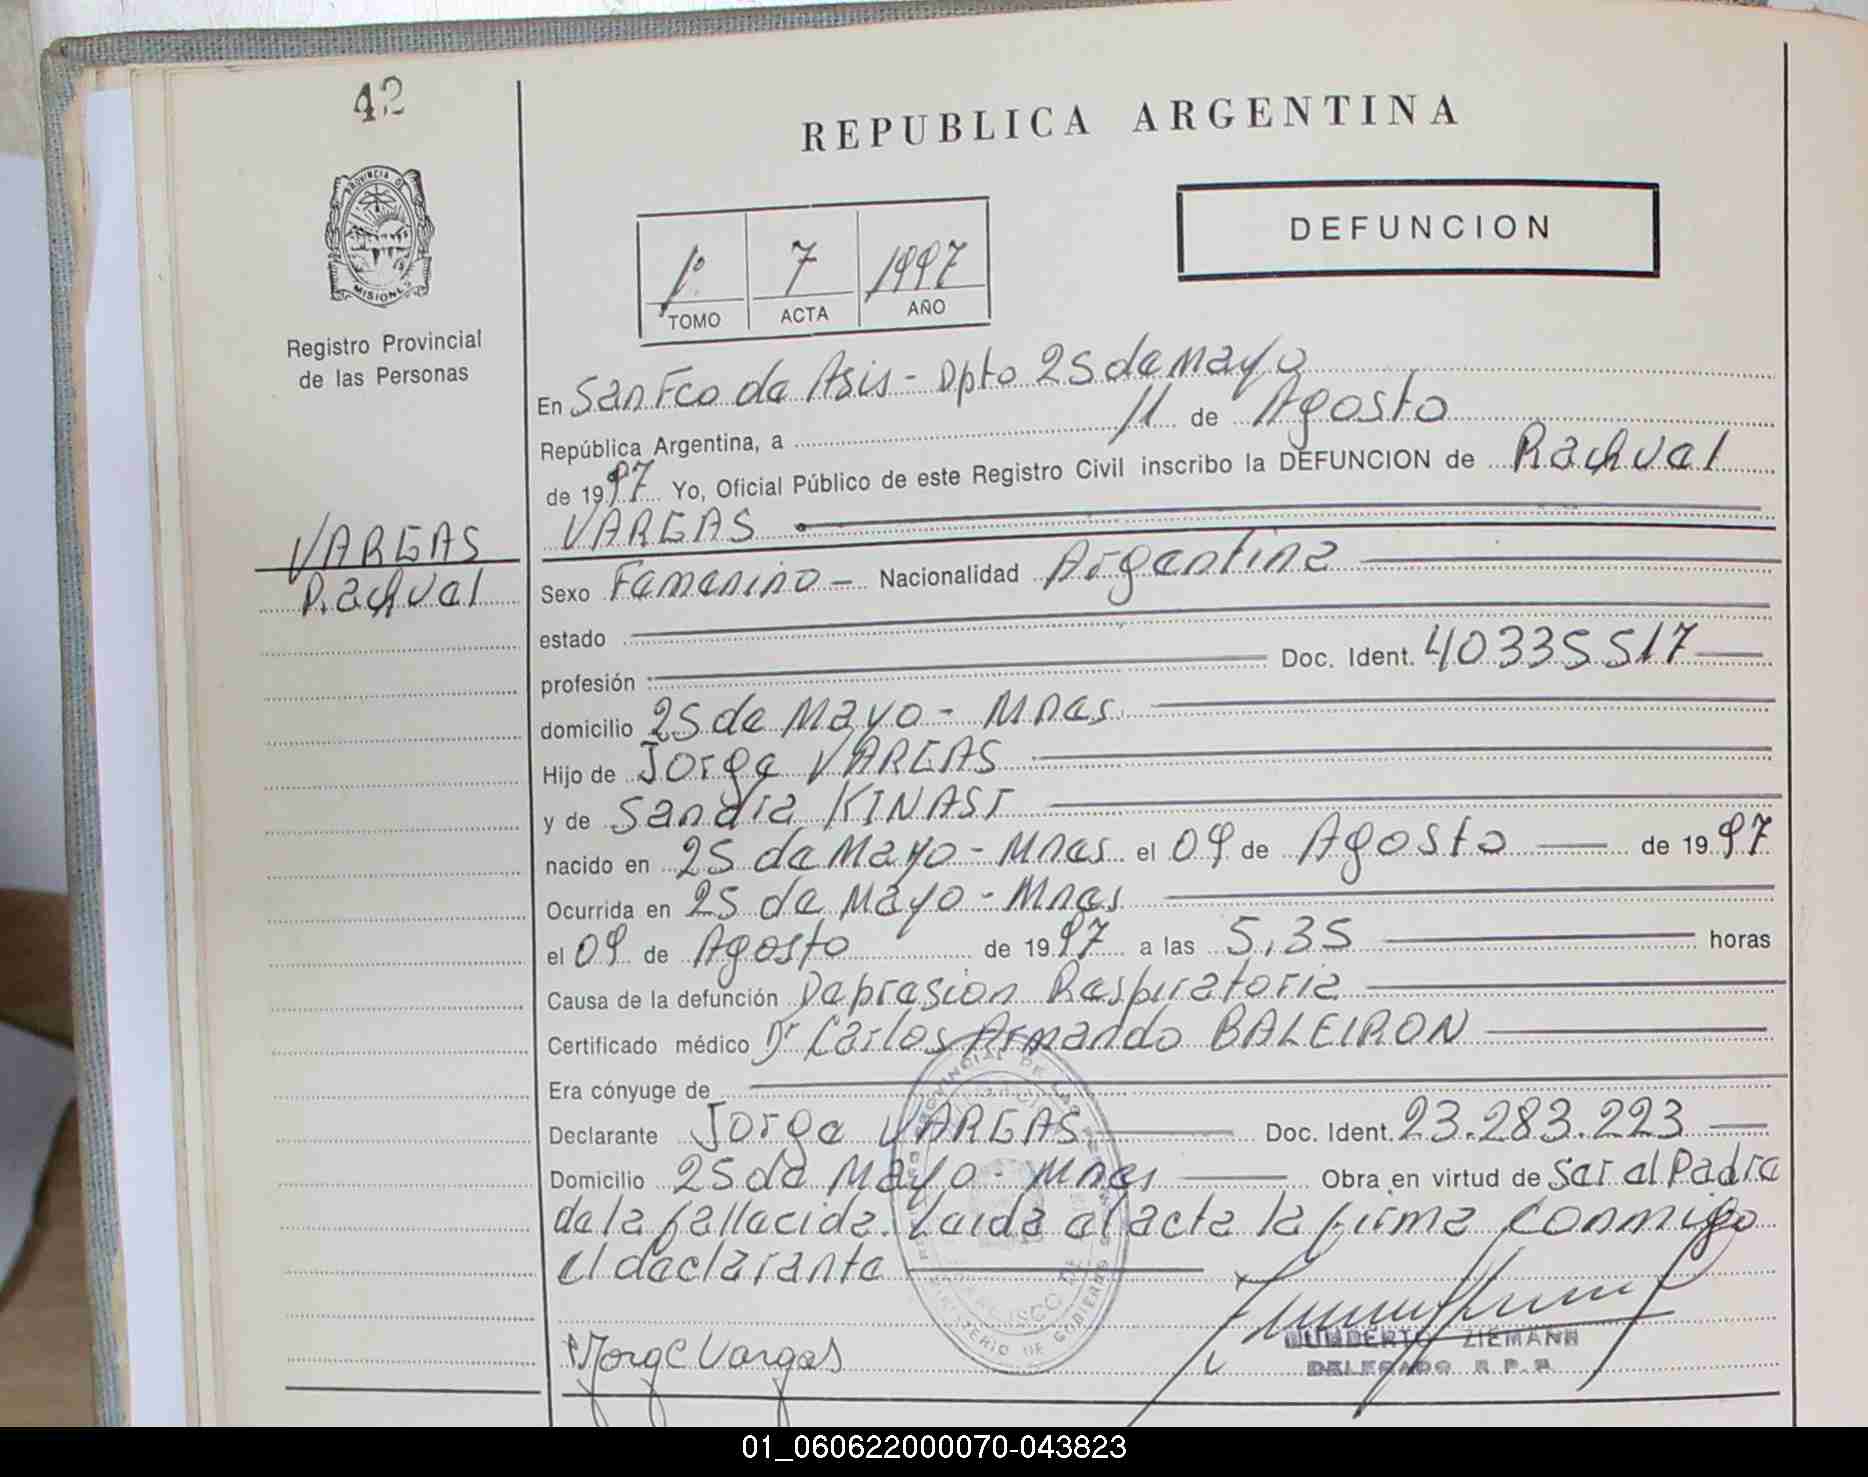 42
REPUBLICA ARGENTINA
DEFUNCION
PROVINCIA DE
MISIONES
Registro Provincial
de las Personas
1º 7 1997
TOMO ACTA AÑO
En San Fco de Asis - Dpto 25 de Mayo
República Argentina, a 11 de Agosto
de 1997 Yo, Oficial Público de este Registro Civil inscribo la DEFUNCION de Rachual
VARGAS
VARGAS
Rachual
Sexo Femenino - Nacionalidad Argentina
estado
profesión Doc. Ident. 40335517
domicilio 25 de Mayo - Mnes
Hijo de Jorge VARGAS
y de Sandra KINAST
nacido en 25 de Mayo - Mnes el 09 de Agosto de 1997
Ocurrida en 25 de Mayo - Mnes
el 09 de Agosto de 1997 a las 5,35 horas
Causa de la defunción Depresion Respiratoria
Certificado médico Dr Carlos Armando BALEIRON
Era cónyuge de
Declarante Jorge VARGAS Doc. Ident. 23.283.223
Domicilio 25 de Mayo - Mnes Obra en virtud de ser el Padre
de la fallecida. Leida el acta la firma conmigo
el declarante
Jorge Vargas
HUMBERTO ZIEMANN
DELEGADO R.P.P.
01_060622000070-043823